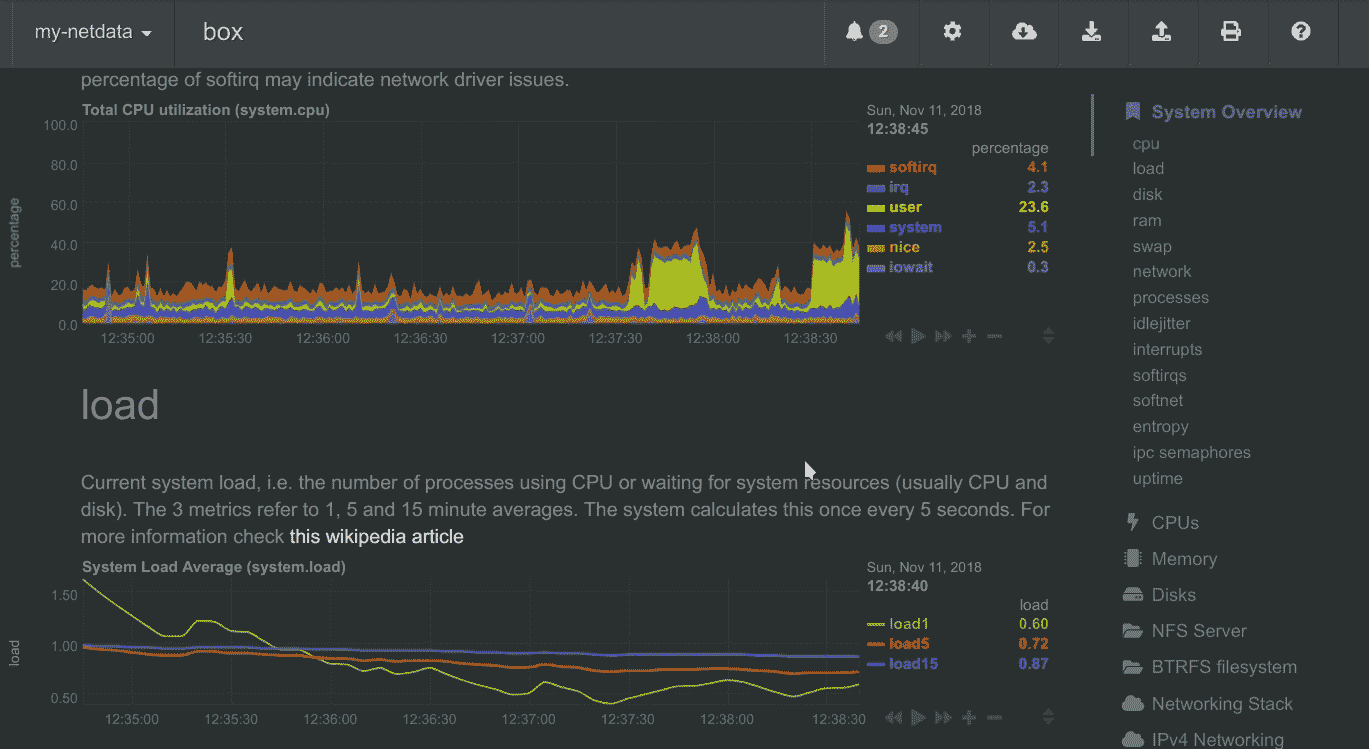 my-netdata
box
2
percentage of softirq may indicate network driver issues.
Total CPU utilization (system.cpu)
Sun, Nov 11, 2018
12:38:45
percentage
softirq 4.1
irq 2.3
user 23.6
system 5.1
nice 2.5
iowait 0.3
percentage
100.0
80.0
60.0
40.0
20.0
0.0
12:35:00 12:35:30 12:36:00 12:36:30 12:37:00 12:37:30 12:38:00 12:38:30
load
Current system load, i.e. the number of processes using CPU or waiting for system resources (usually CPU and
disk). The 3 metrics refer to 1, 5 and 15 minute averages. The system calculates this once every 5 seconds. For
more information check this wikipedia article
System Load Average (system.load)
Sun, Nov 11, 2018
12:38:40
load
load1 0.60
load5 0.72
load15 0.87
load
1.50
1.00
0.50
12:35:00 12:35:30 12:36:00 12:36:30 12:37:00 12:37:30 12:38:00 12:38:30
System Overview
cpu
load
disk
ram
swap
network
processes
idlejitter
interrupts
softirqs
softnet
entropy
ipc semaphores
uptime
CPUs
Memory
Disks
NFS Server
BTRFS filesystem
Networking Stack
IPv4 Networking